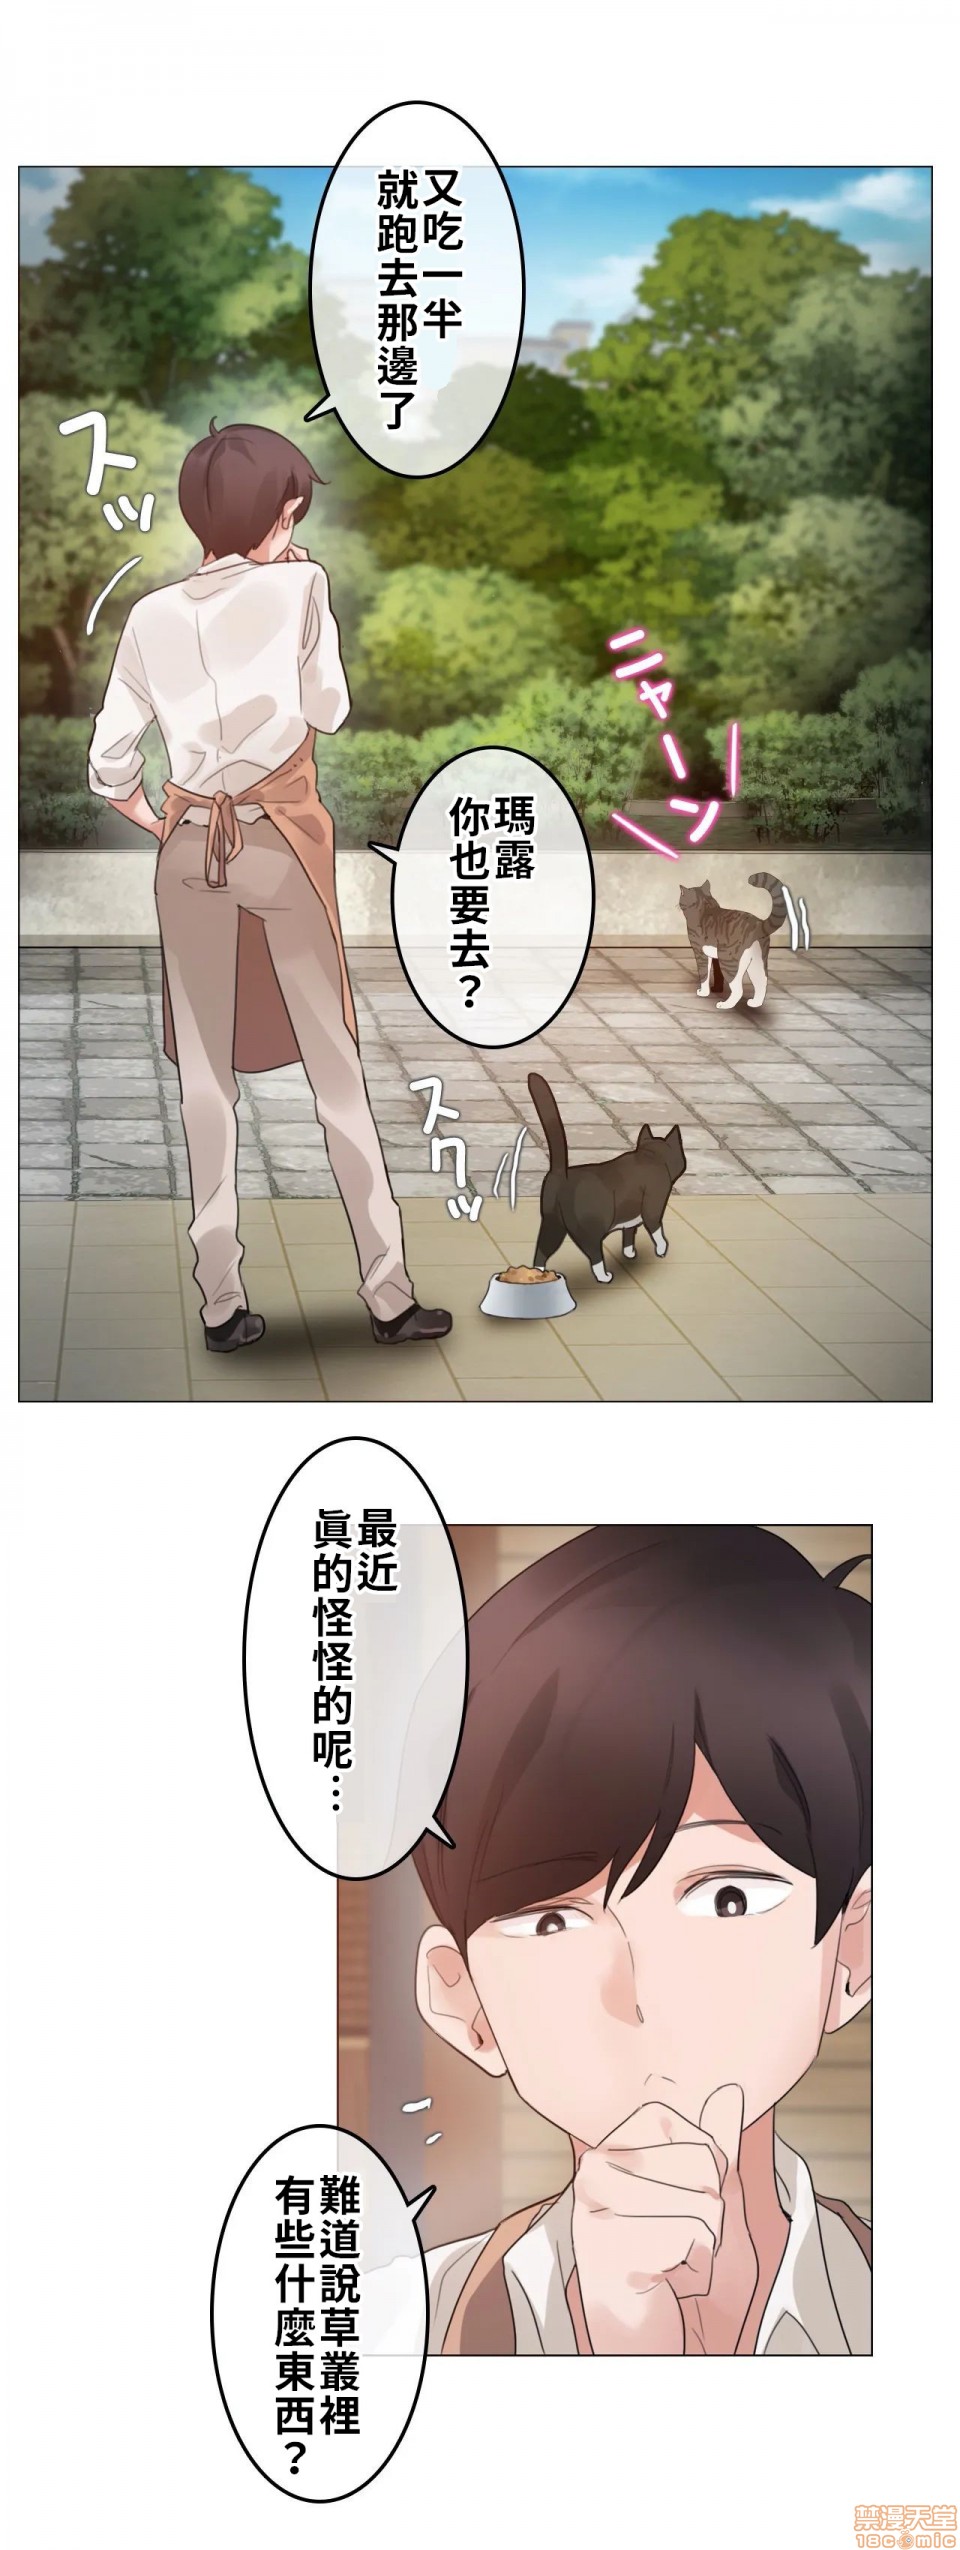 又吃一半
就跑去那邊了
スッ
ニャーン
瑪露
你也要去？
スクッ
最近
眞的怪怪的呢…
難道說草叢裡
有些什麼東西？
禁漫天堂
18comic